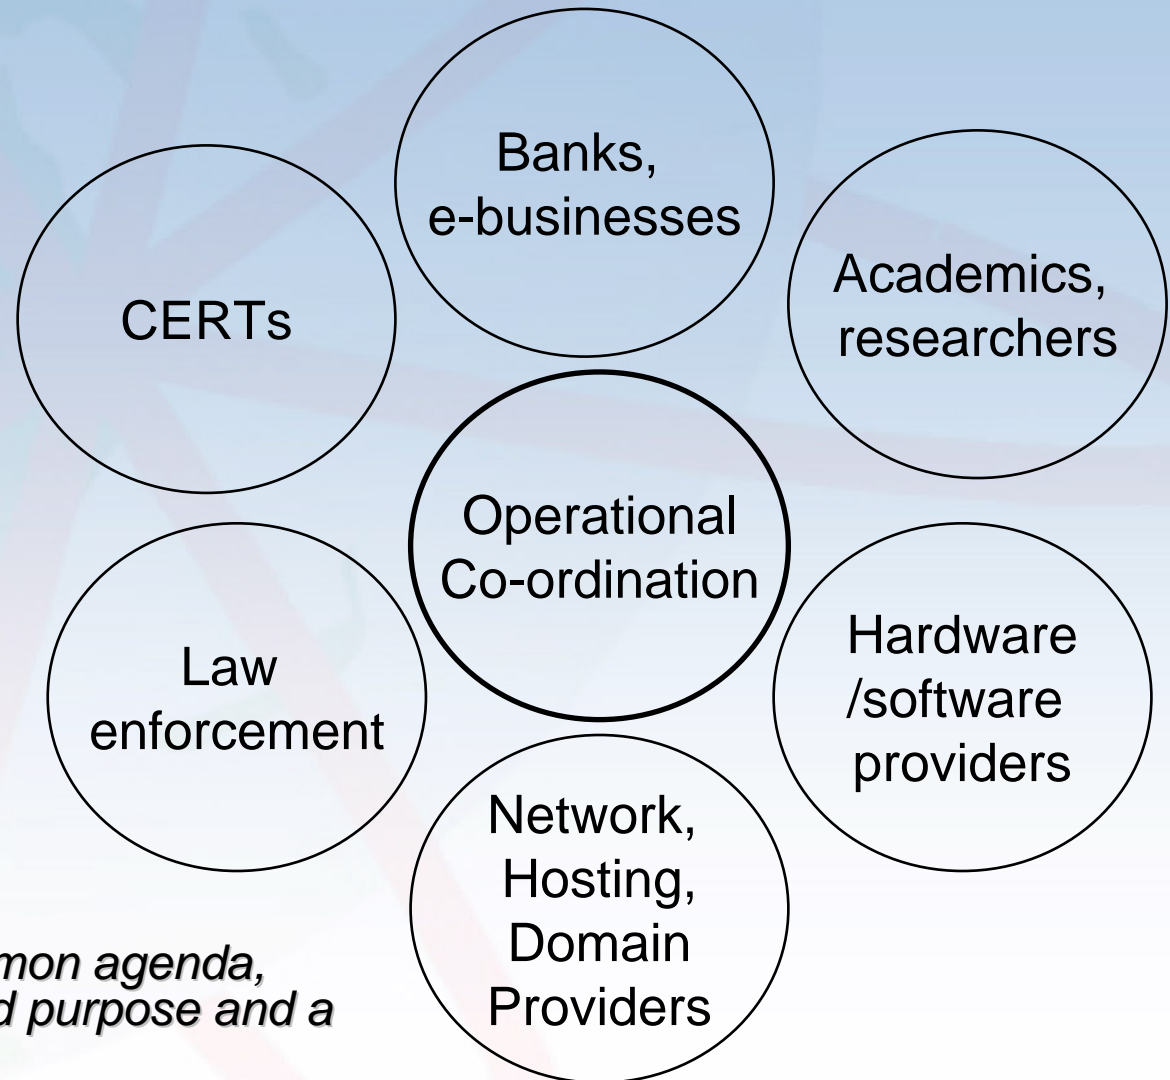 Banks,
e-businesses
CERTs
Academics,
researchers
Operational
Co-ordination
Law
enforcement
Hardware
/software
providers
Network,
Hosting,
Domain
Providers
agenda,
purpose and a